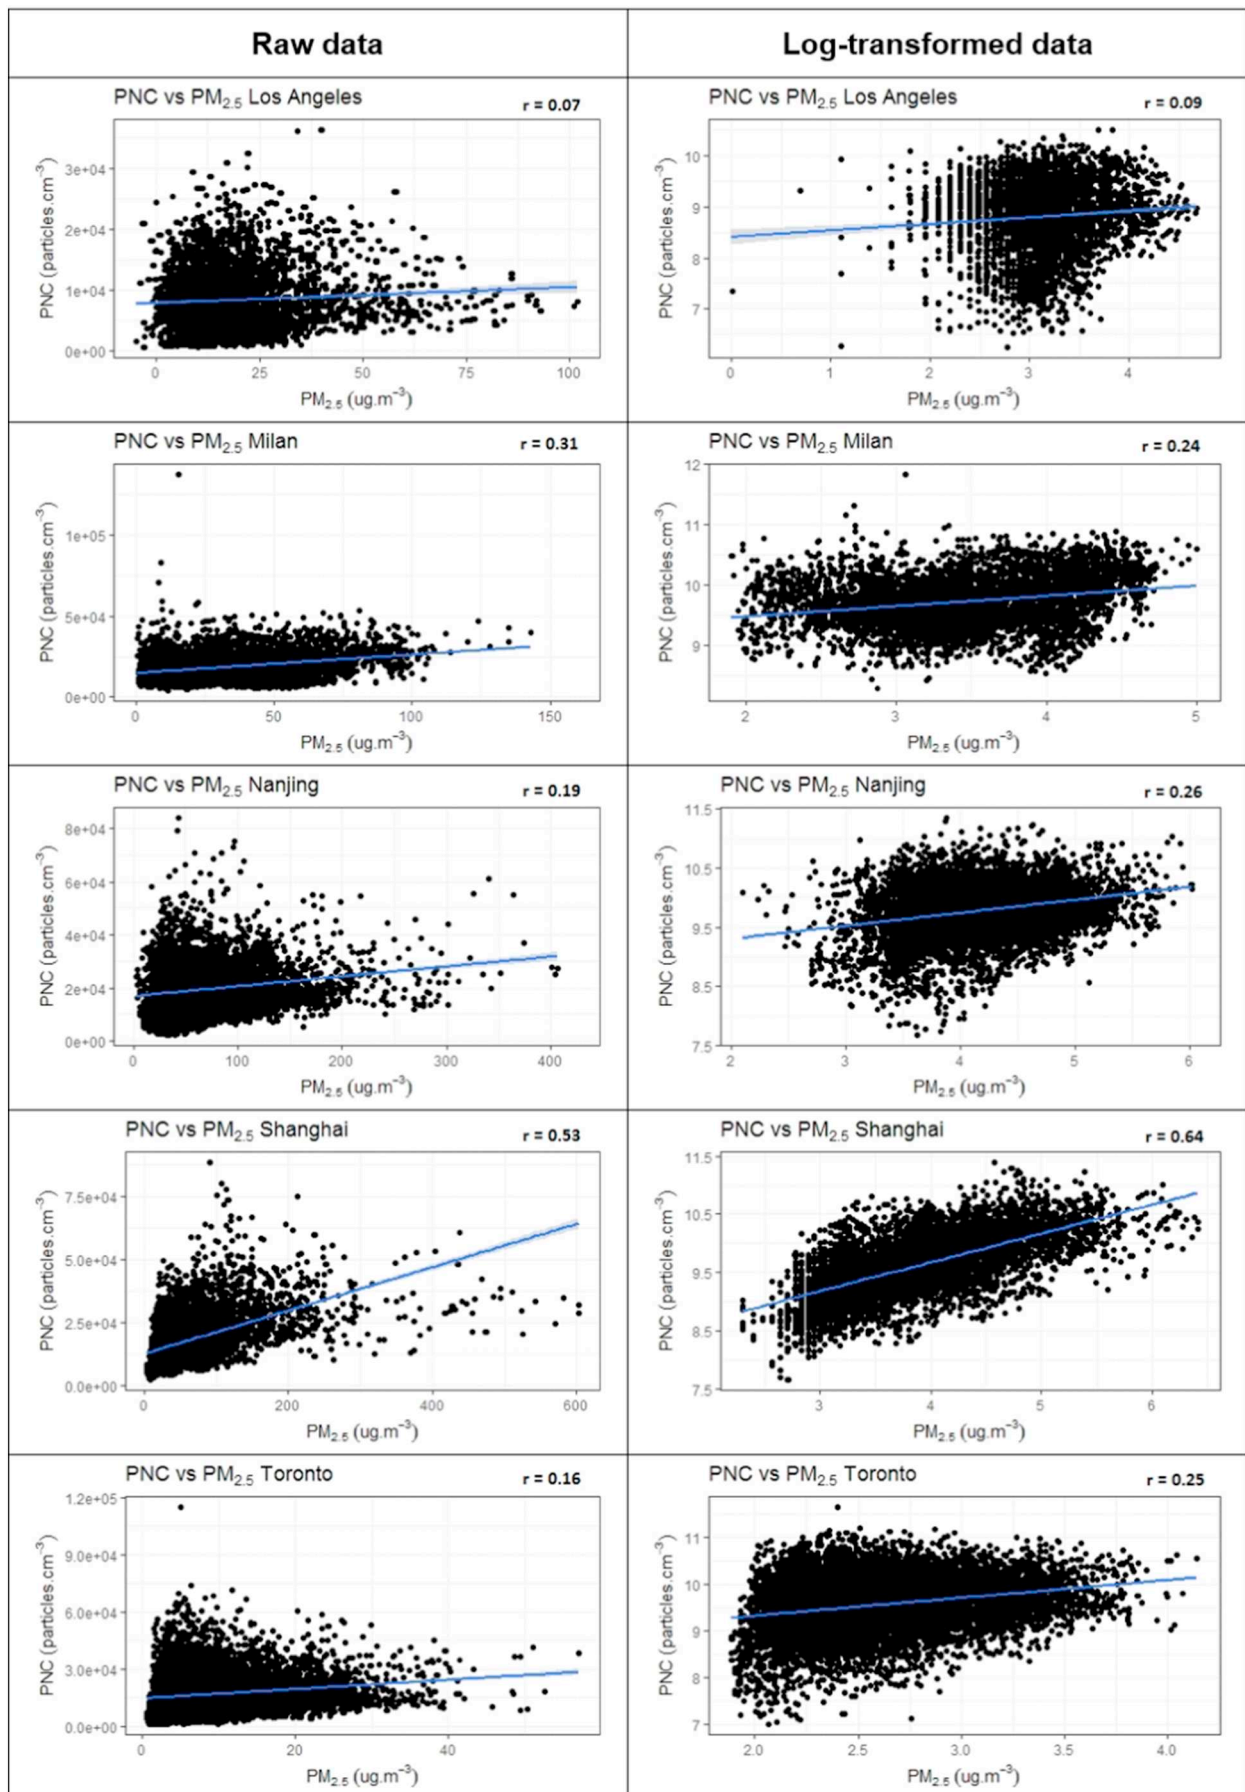 Raw data
Log-transformed data
PNC vs PM2.5 Los Angeles
r = 0.07
PNC (particles.cm⁻³)
3e+04
2e+04
1e+04
0e+00
0 25 50 75 100
PM2.5 (ug.m⁻³)
PNC vs PM2.5 Los Angeles
r = 0.09
PNC (particles.cm⁻³)
10
9
8
7
0 1 2 3 4
PM2.5 (ug.m⁻³)
PNC vs PM2.5 Milan
r = 0.31
PNC (particles.cm⁻³)
1e+05
5e+04
0e+00
0 50 100 150
PM2.5 (ug.m⁻³)
PNC vs PM2.5 Milan
r = 0.24
PNC (particles.cm⁻³)
12
11
10
9
2 3 4 5
PM2.5 (ug.m⁻³)
PNC vs PM2.5 Nanjing
r = 0.19
PNC (particles.cm⁻³)
8e+04
6e+04
4e+04
2e+04
0e+00
0 100 200 300 400
PM2.5 (ug.m⁻³)
PNC vs PM2.5 Nanjing
r = 0.26
PNC (particles.cm⁻³)
11.5
10.5
9.5
8.5
7.5
2 3 4 5 6
PM2.5 (ug.m⁻³)
PNC vs PM2.5 Shanghai
r = 0.53
PNC (particles.cm⁻³)
7.5e+04
5.0e+04
2.5e+04
0.0e+00
0 200 400 600
PM2.5 (ug.m⁻³)
PNC vs PM2.5 Shanghai
r = 0.64
PNC (particles.cm⁻³)
11.5
10.5
9.5
8.5
7.5
3 4 5 6
PM2.5 (ug.m⁻³)
PNC vs PM2.5 Toronto
r = 0.16
PNC (particles.cm⁻³)
1.2e+05
9.0e+04
6.0e+04
3.0e+04
0.0e+00
0 20 40
PM2.5 (ug.m⁻³)
PNC vs PM2.5 Toronto
r = 0.25
PNC (particles.cm⁻³)
11
10
9
8
7
2.0 2.5 3.0 3.5 4.0
PM2.5 (ug.m⁻³)